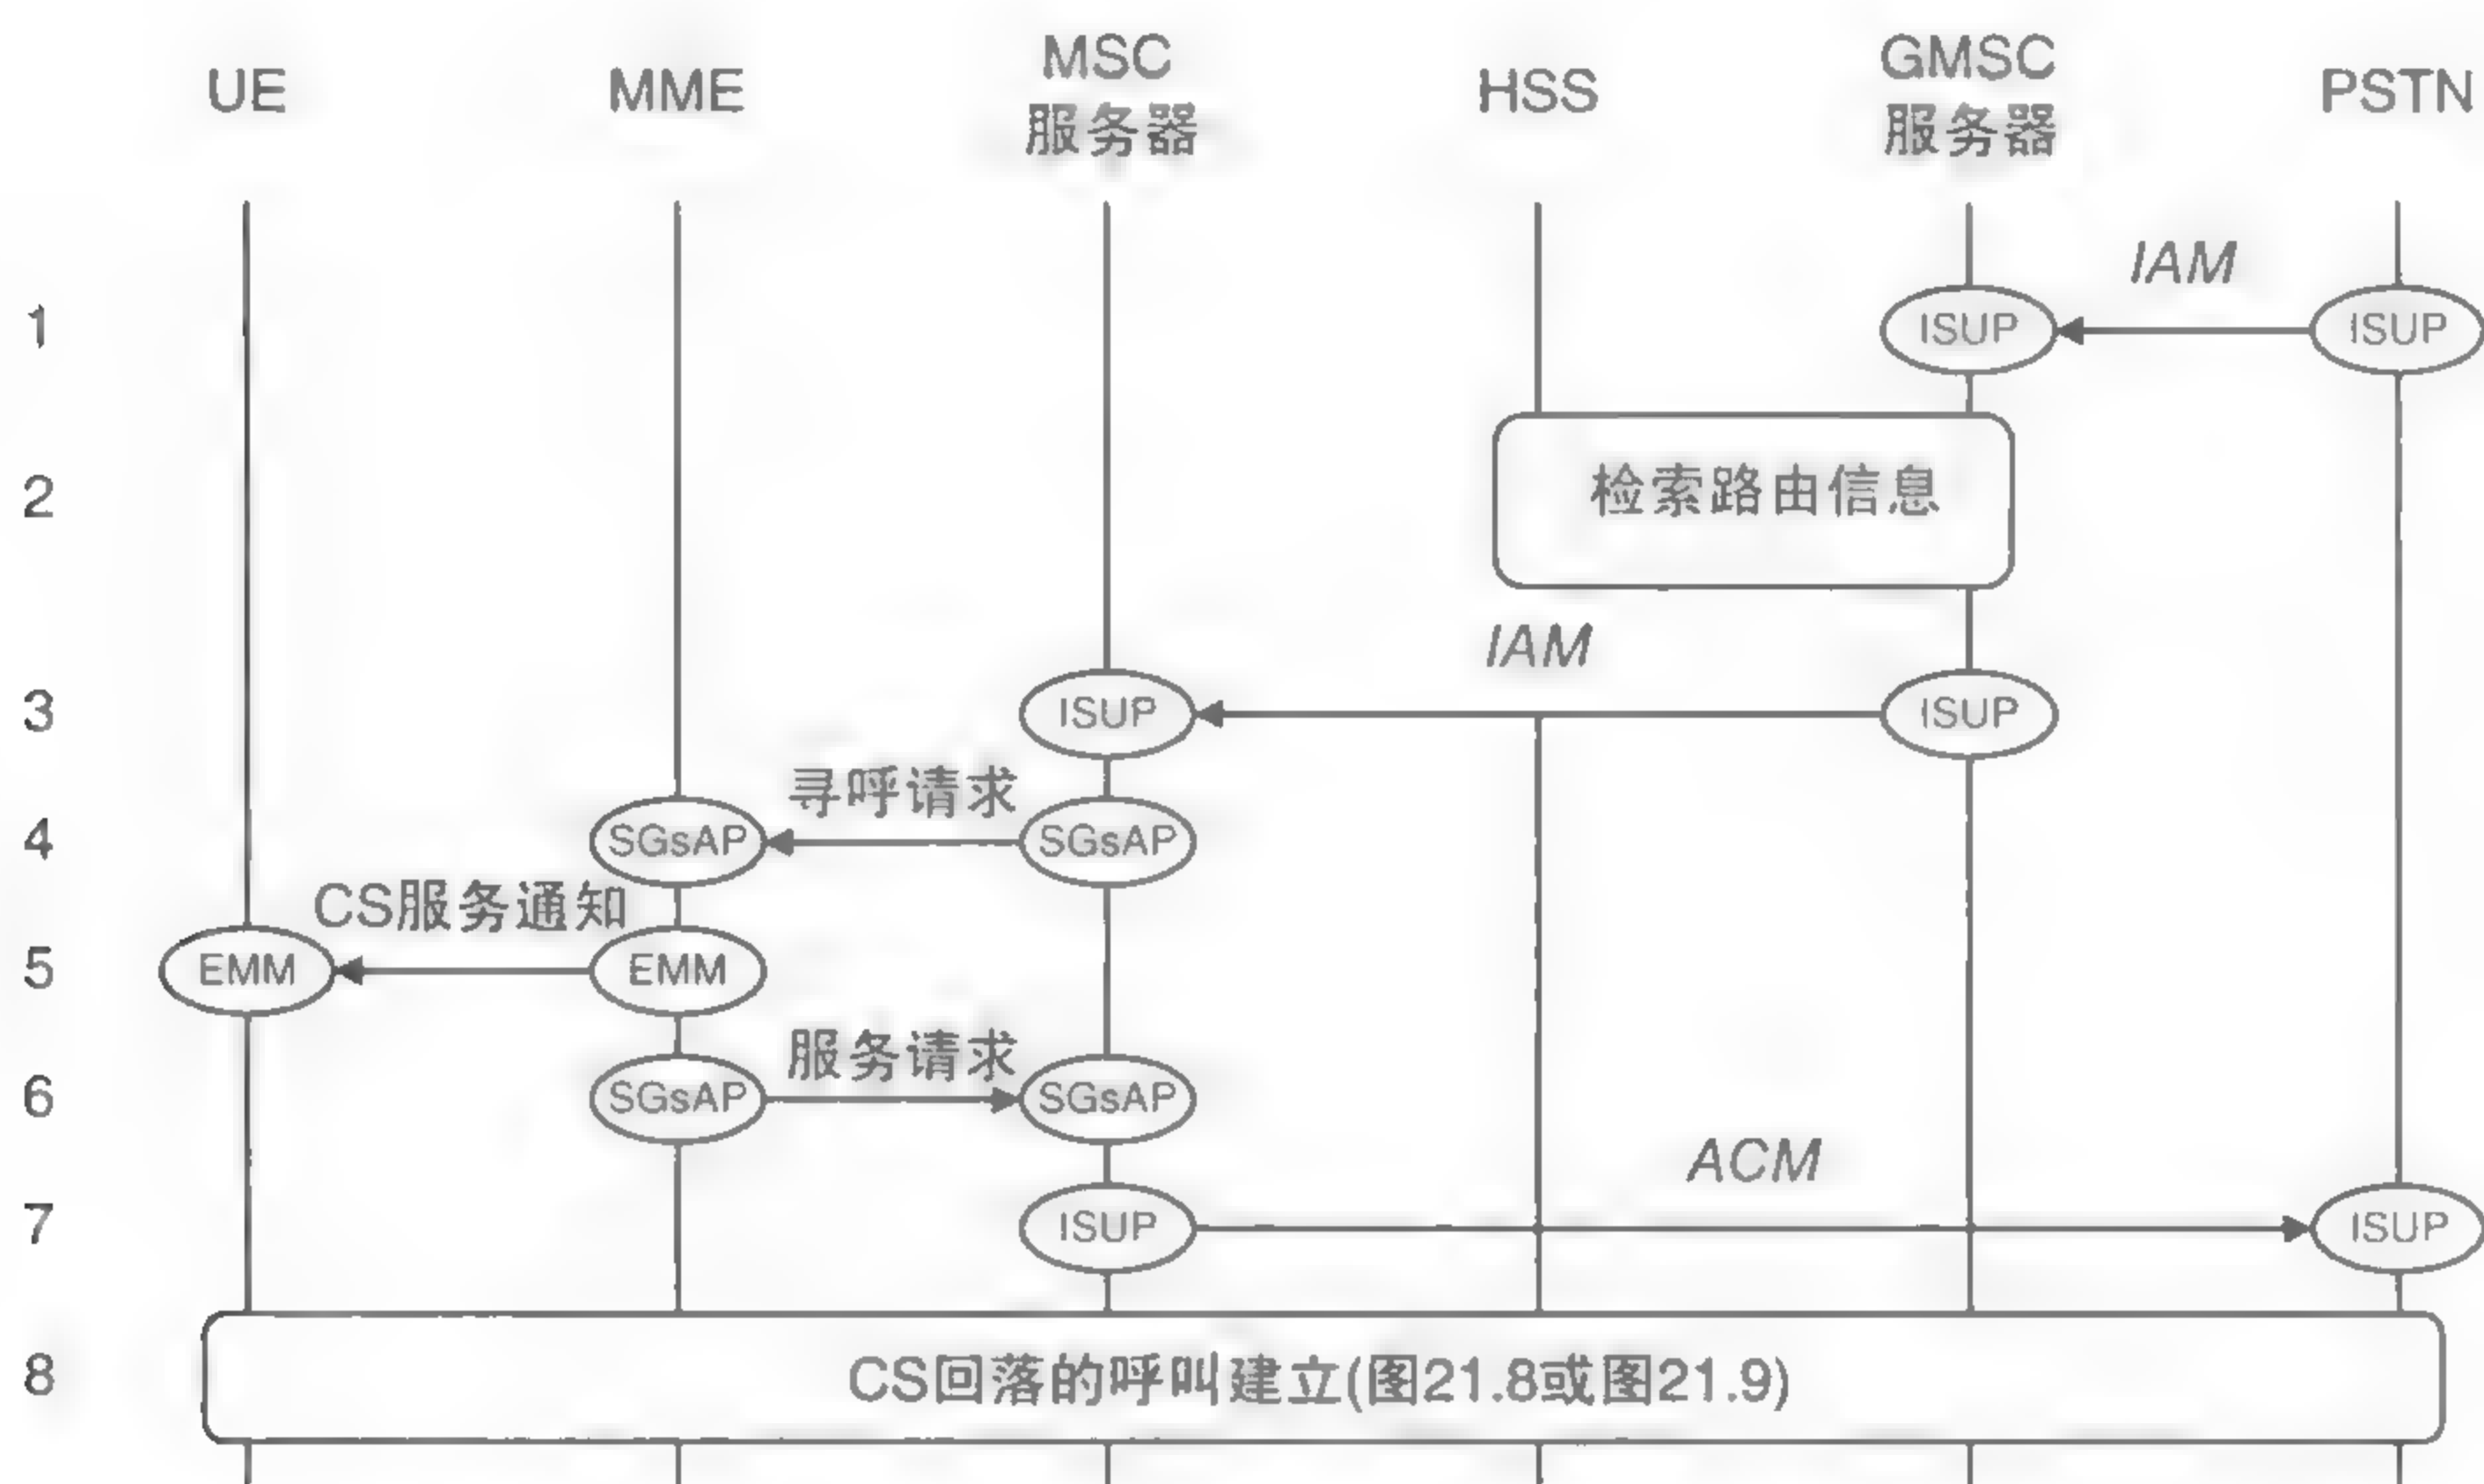 UE
MME
MSC
服务器
HSS
GMSC
服务器
PSTN
IAM
1
ISUP
ISUP
2
检索路由信息
IAM
3
ISUP
ISUP
寻呼请求
4
SGsAP
SGsAP
CS服务通知
5
EMM
EMM
服务请求
6
SGsAP
SGsAP
ACM
7
ISUP
ISUP
8
CS回落的呼叫建立(图21.8或图21.9)